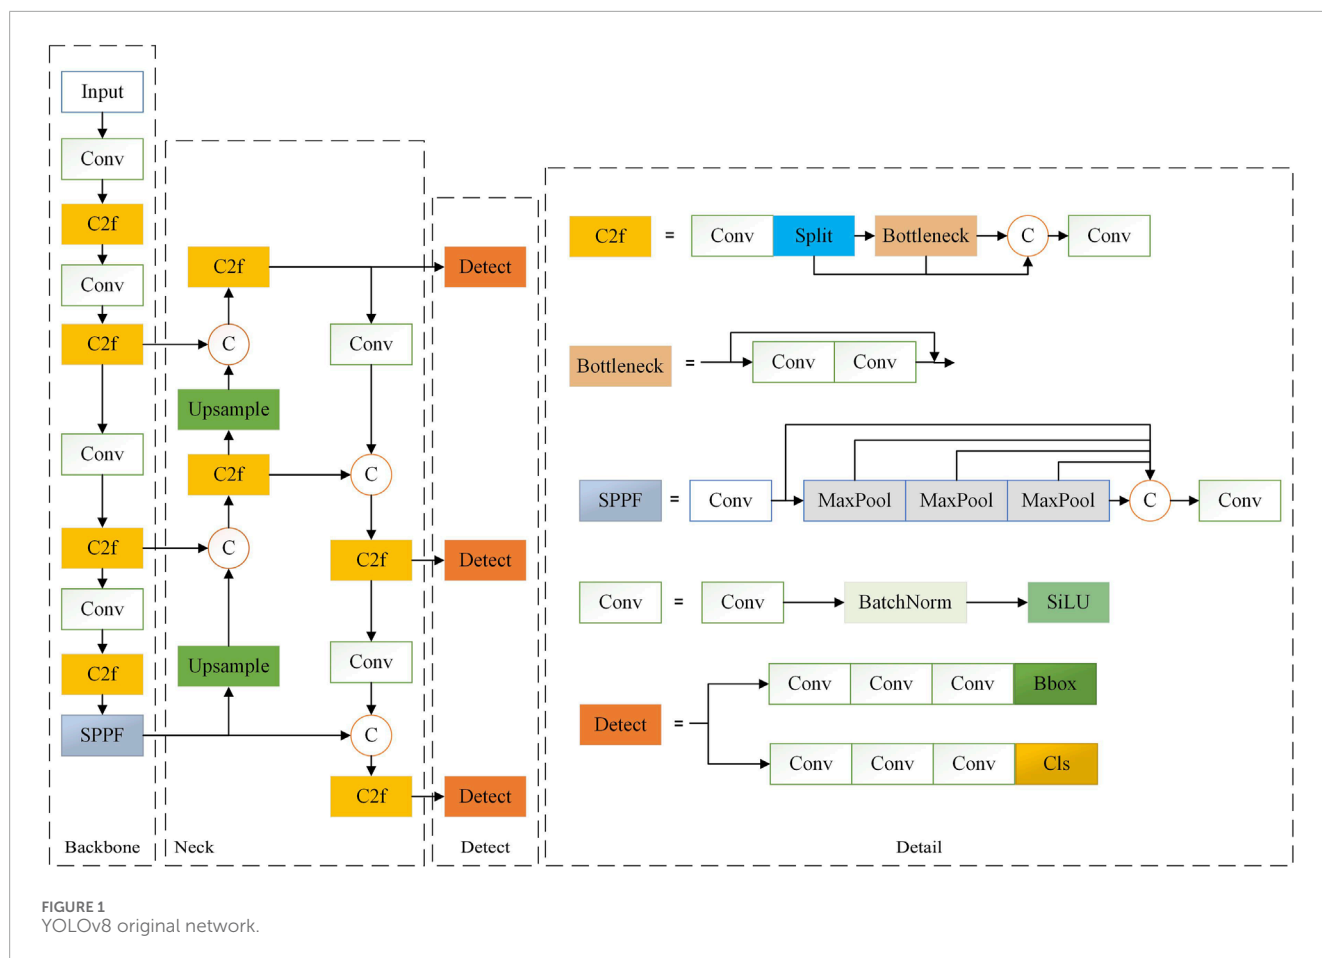 Input
Conv
C2f
Conv
C2f
Conv
C2f
Conv
C2f
SPPF
Backbone
C2f
C
Upsample
C2f
C
Upsample
Conv
C
C2f
Conv
C
C2f
Neck
Detect
Detect
Detect
Detect
C2f = Conv Split Bottleneck C Conv
Bottleneck = Conv Conv
SPPF = Conv MaxPool MaxPool MaxPool C Conv
Conv = Conv BatchNorm SiLU
Detect = Conv Conv Conv Bbox
Conv Conv Conv Cls
Detail
FIGURE 1
YOLOv8 original network.